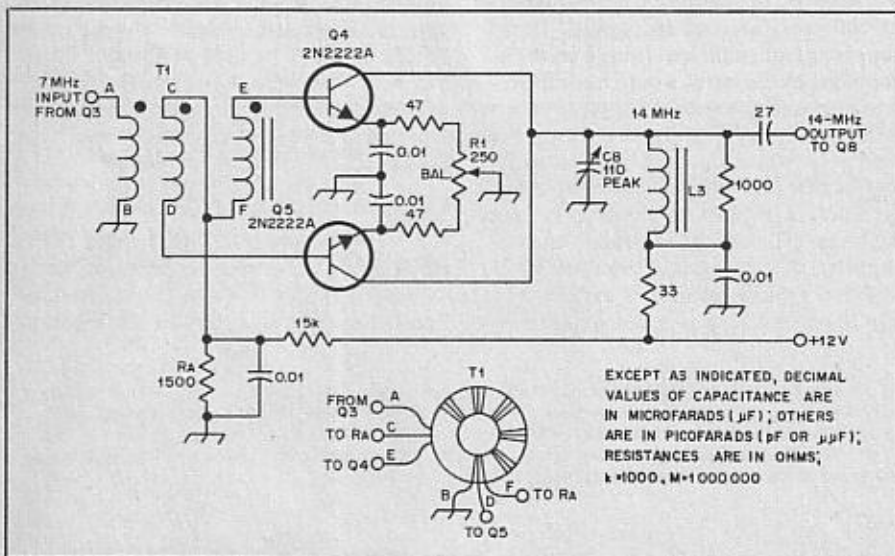 Q4
2N2222A
7 MHz
INPUT
FROM Q3
A
T1
C
E
B
D
F
Q5
2N2222A
47
0.01
0.01
47
R1
250
BAL
14 MHz
C8
110
PEAK
L3
1000
27
14-MHz
OUTPUT
TO Q8
33
0.01
+12V
15k
RA
1500
0.01
T1
FROM
Q3
A
TO RA
C
TO Q4
E
B
D
F
TO RA
TO Q5
EXCEPT AS INDICATED, DECIMAL
VALUES OF CAPACITANCE ARE
IN MICROFARADS (µF); OTHERS
ARE IN PICOFARADS (pF OR µµF);
RESISTANCES ARE IN OHMS;
k=1000, M=1000000